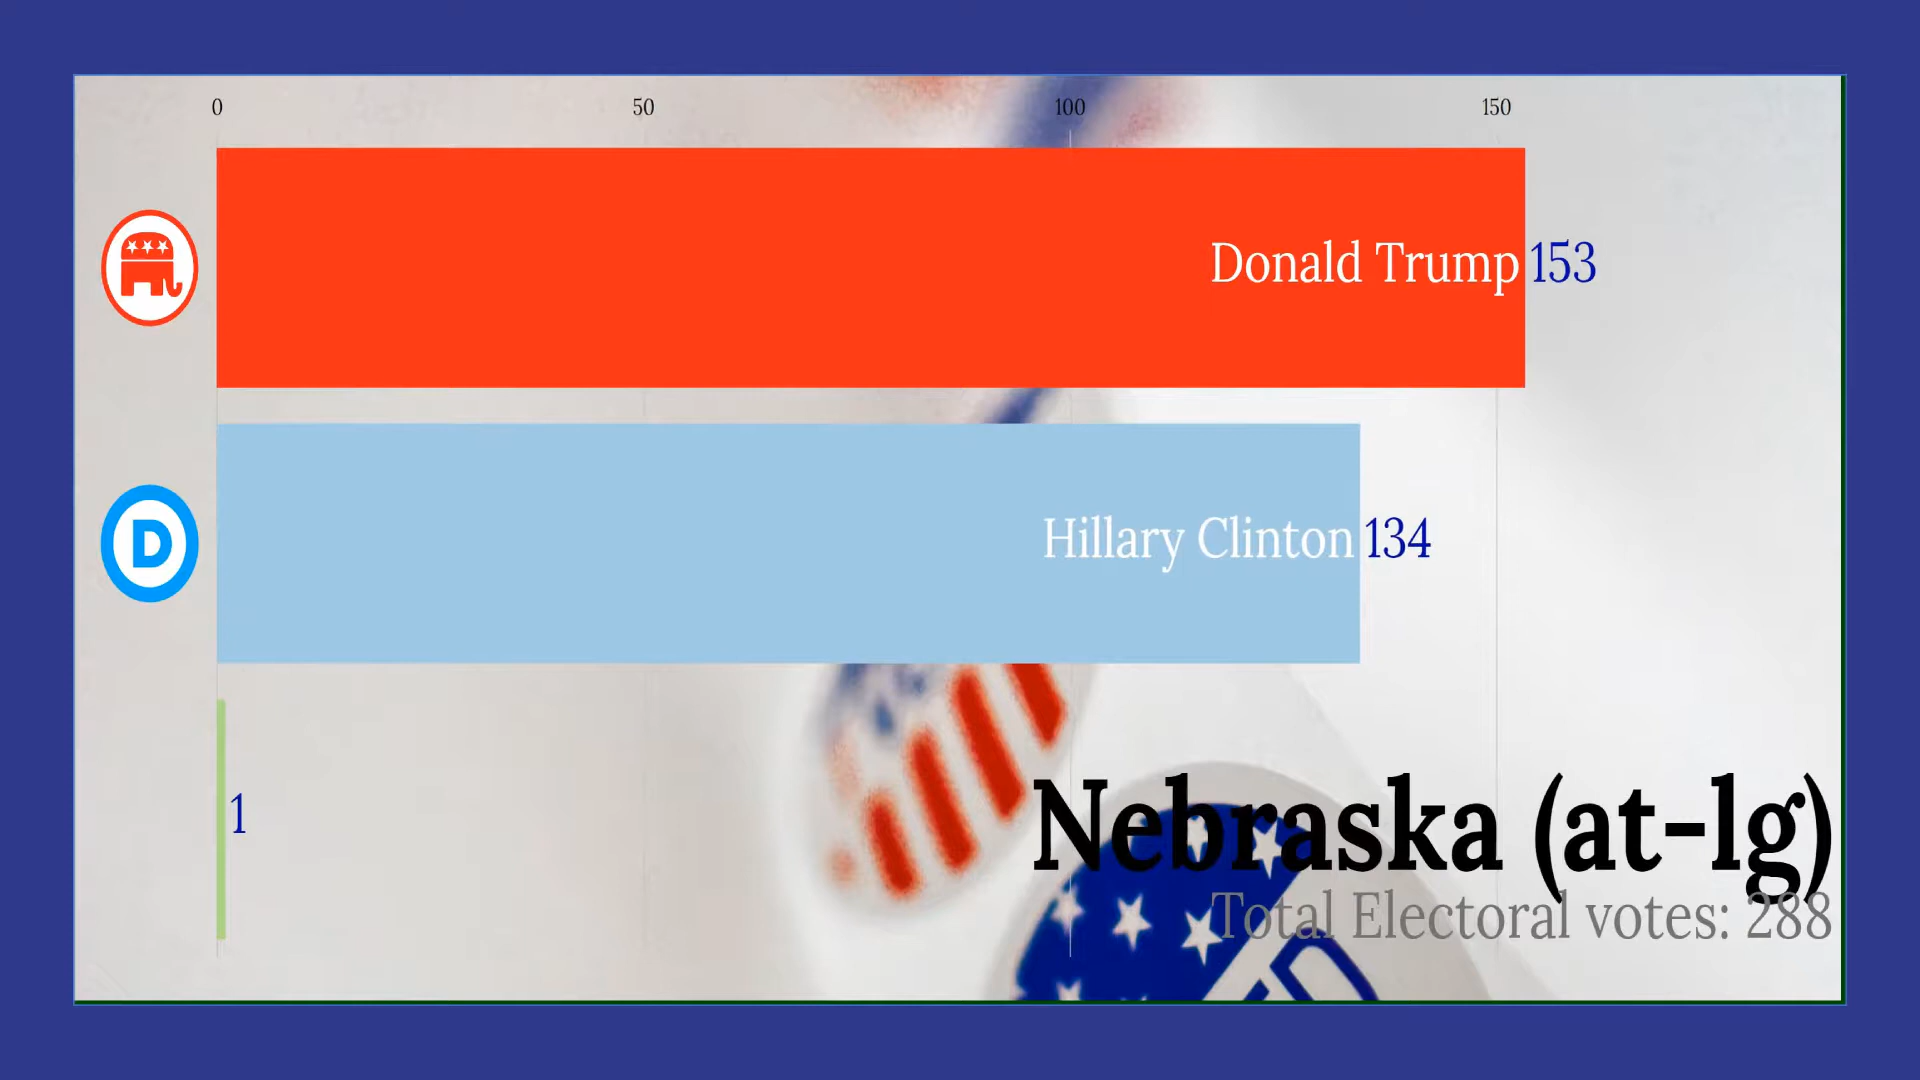 0 50 100 150
Donald Trump 153
D
Hillary Clinton 134
1
Nebraska (at-lg)
Total Electoral votes: 288